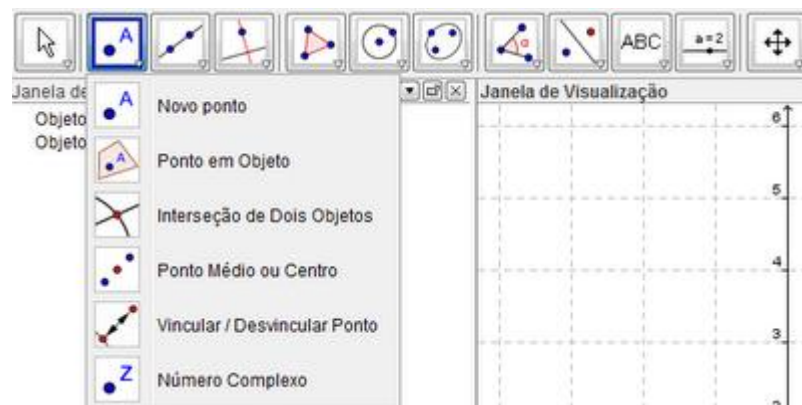 A
α
ABC
a=2
Janela de
Objeto
Objeto
A
Novo ponto
A
Ponto em Objeto
Interseção de Dois Objetos
Ponto Médio ou Centro
Vincular / Desvincular Ponto
Z
Número Complexo
Janela de Visualização
6
5
4
3